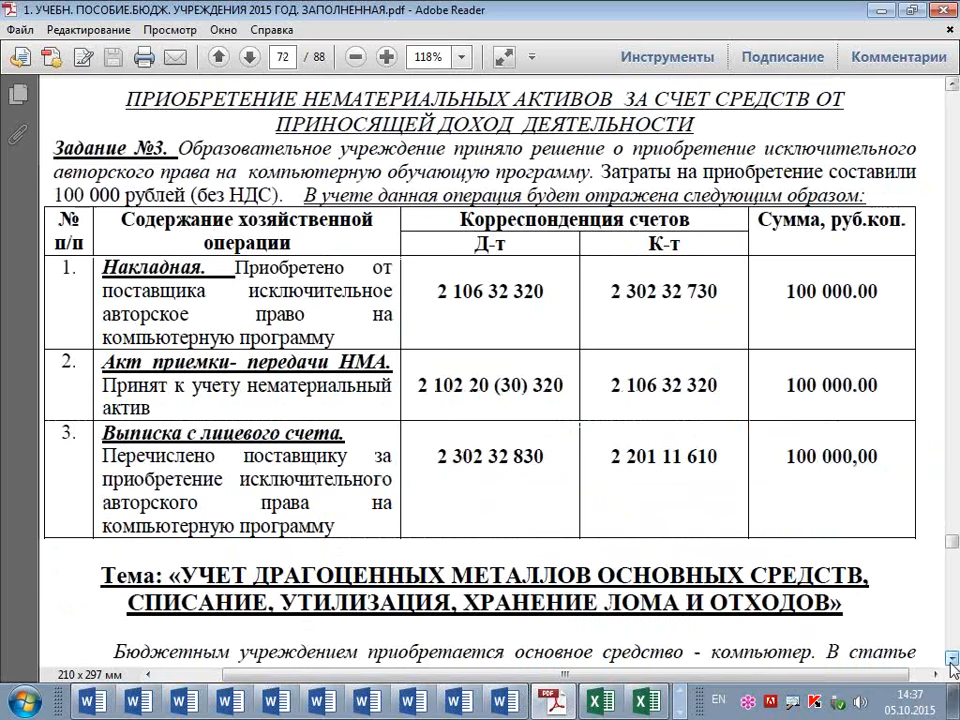 1. УЧЕБН. ПОСОБИЕ.БЮДЖ. УЧРЕЖДЕНИЯ 2015 ГОД. ЗАПОЛНЕННАЯ.pdf - Adobe Reader
Файл Редактирование Просмотр Окно Справка
72 / 88 118% Инструменты Подписание Комментарии
ПРИОБРЕТЕНИЕ НЕМАТЕРИАЛЬНЫХ АКТИВОВ ЗА СЧЕТ СРЕДСТВ ОТ
ПРИНОСЯЩЕЙ ДОХОД ДЕЯТЕЛЬНОСТИ
Задание №3. Образовательное учреждение приняло решение о приобретение исключительного
авторского права на компьютерную обучающую программу. Затраты на приобретение составили
100 000 рублей (без НДС). В учете данная операция будет отражена следующим образом:
№ п/п
Содержание хозяйственной операции
Корреспонденция счетов
Сумма, руб.коп.
Д-т К-т
1. Накладная. Приобретено от
поставщика исключительное
авторское право на
компьютерную программу
2 106 32 320 2 302 32 730 100 000.00
2. Акт приемки- передачи НМА.
Принят к учету нематериальный
актив
2 102 20 (30) 320 2 106 32 320 100 000.00
3. Выписка с лицевого счета.
Перечислено поставщику за
приобретение исключительного
авторского права на
компьютерную программу
2 302 32 830 2 201 11 610 100 000,00
Тема: «УЧЕТ ДРАГОЦЕННЫХ МЕТАЛЛОВ ОСНОВНЫХ СРЕДСТВ,
СПИСАНИЕ, УТИЛИЗАЦИЯ, ХРАНЕНИЕ ЛОМА И ОТХОДОВ»
Бюджетным учреждением приобретается основное средство - компьютер. В статье
210 x 297 мм
EN
14:37
05.10.2015